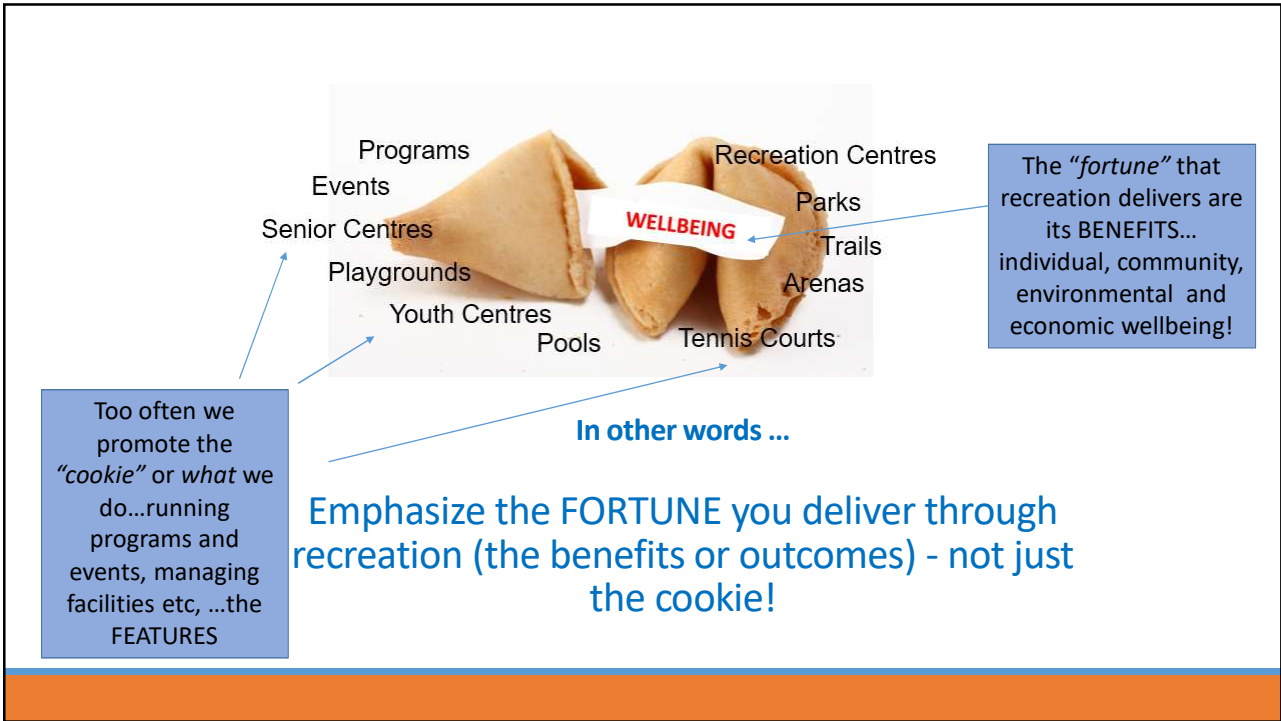 Programs
Events
Senior Centres
Playgrounds
Youth Centres
Pools
WELLBEING
Recreation Centres
Parks
Trails
Arenas
Tennis Courts
The “fortune” that
recreation delivers are
its BENEFITS...
individual, community,
environmental and
economic wellbeing!
Too often we
promote the
“cookie” or what we
do...running
programs and
events, managing
facilities etc, ...the
FEATURES
In other words ...
Emphasize the FORTUNE you deliver through
recreation (the benefits or outcomes) - not just
the cookie!